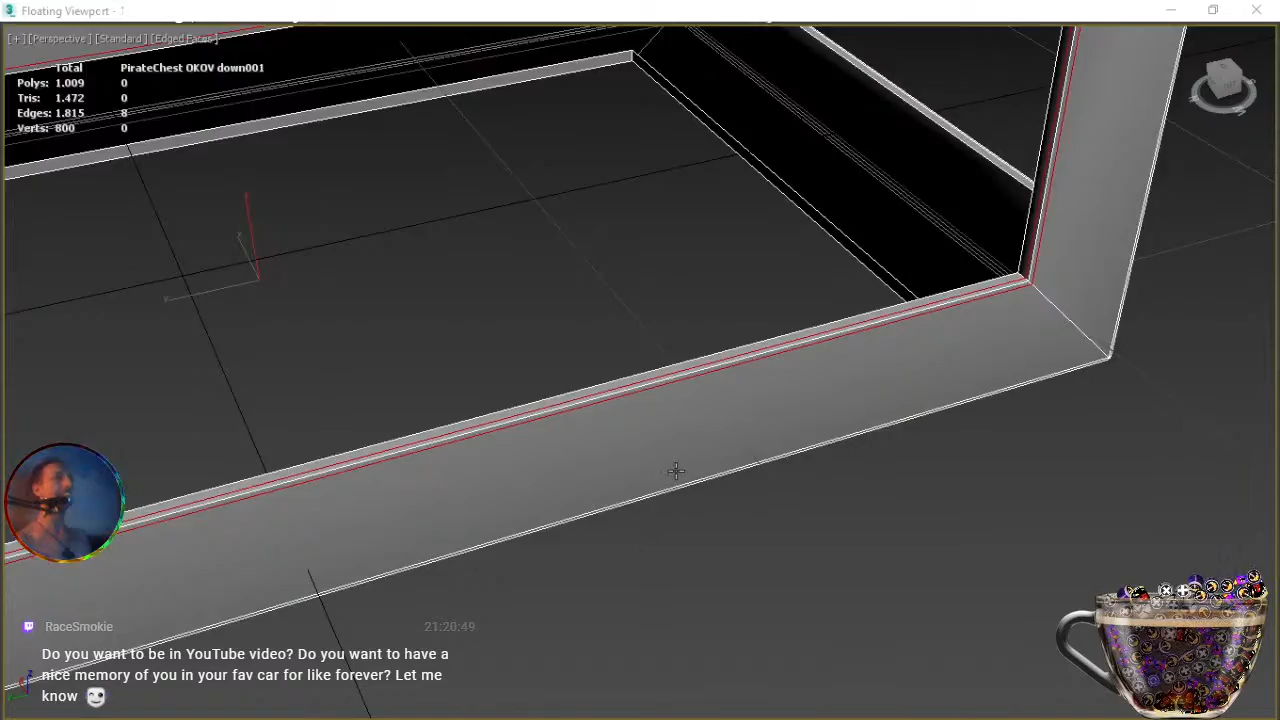 Floating Viewport - 1
[+] [Perspective] [Standard] [Edged Faces]
Total PirateChest OKOV down001
Polys: 1.009 0
Tris: 1.472 0
Edges: 1.815 8
Verts: 800 0
RaceSmokie 21:20:49
Do you want to be in YouTube video? Do you want to have a
nice memory of you in your fav car for like forever? Let me
know